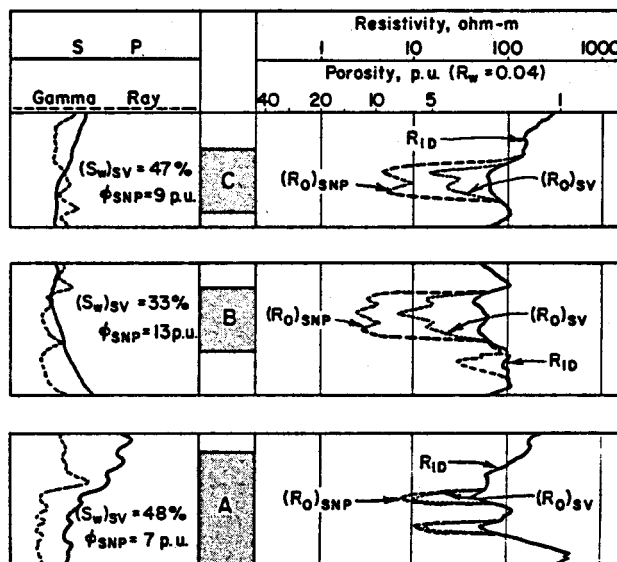 Resistivity, ohm-m
S P
1 10 100 1000
Porosity, p.u. (Rw = 0.04)
Gamma Ray
40 20 10 5 1
RID
(Sw)SV = 47%
C
(RO)SNP
(RO)SV
ϕSNP = 9 p.u.
(Sw)SV = 33%
B
(RO)SNP
(RO)SV
ϕSNP = 13 p.u.
RID
RID
A
(RO)SNP
(RO)SV
(Sw)SV = 48%
ϕSNP = 7 p.u.